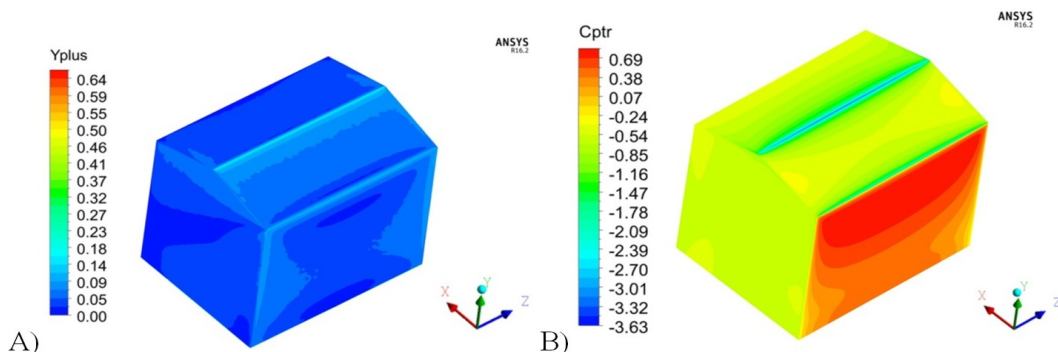 Yplus
0.64
0.59
0.55
0.50
0.46
0.41
0.37
0.32
0.27
0.23
0.18
0.14
0.09
0.05
0.00
ANSYS
R16.2
X
Y
Z
A)
Cptr
0.69
0.38
0.07
-0.24
-0.54
-0.85
-1.16
-1.47
-1.78
-2.09
-2.39
-2.70
-3.01
-3.32
-3.63
ANSYS
R16.2
X
Y
Z
B)